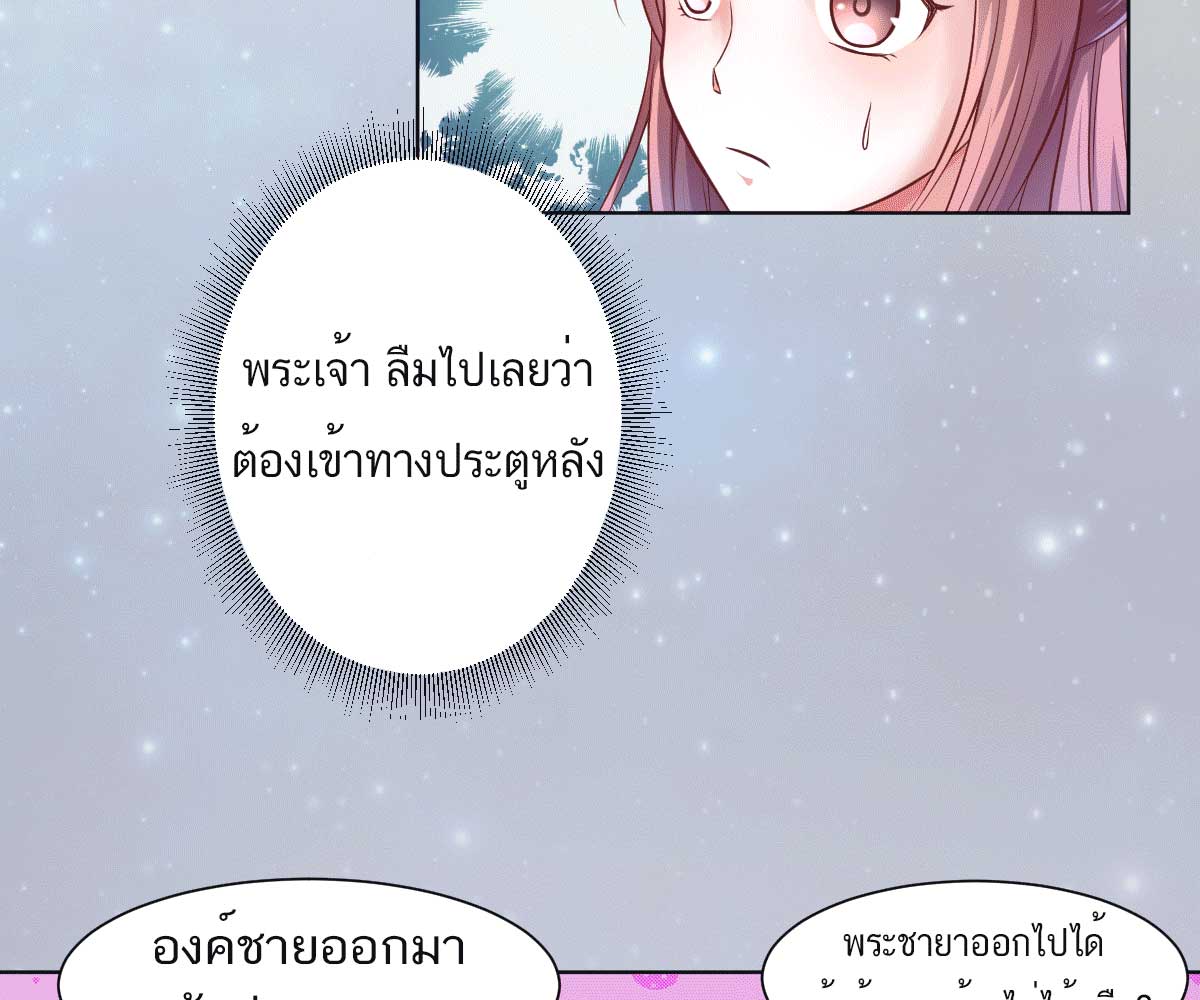 พระเจ้า ลืมไปเลยว่า
ต้องเข้าทางประตูหลัง
องค์ชายออกมา
พระชายาออกไปได้